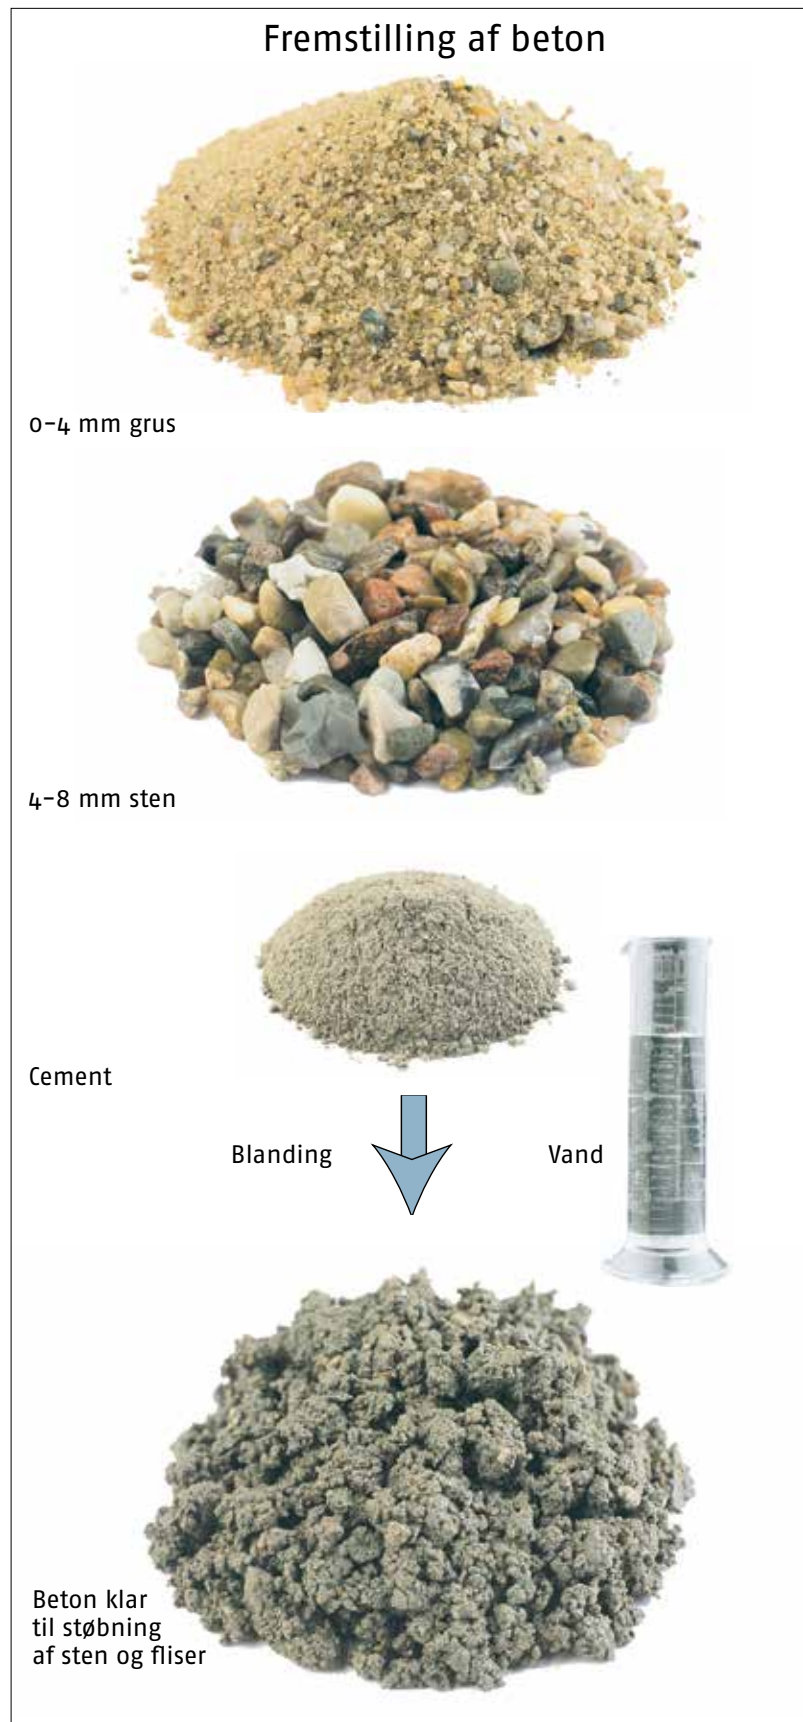 Fremstilling af beton
0-4 mm grus
4-8 mm sten
Cement
Blanding
Vand
Beton klar
til støbning
af sten og fliser